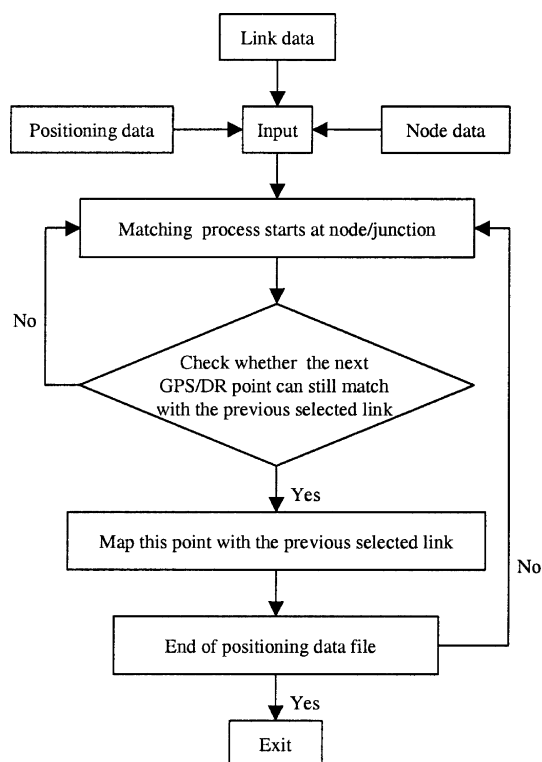 Link data
Positioning data
Input
Node data
Matching process starts at node/junction
No
Check whether the next
GPS/DR point can still match
with the previous selected link
Yes
Map this point with the previous selected link
No
End of positioning data file
Yes
Exit